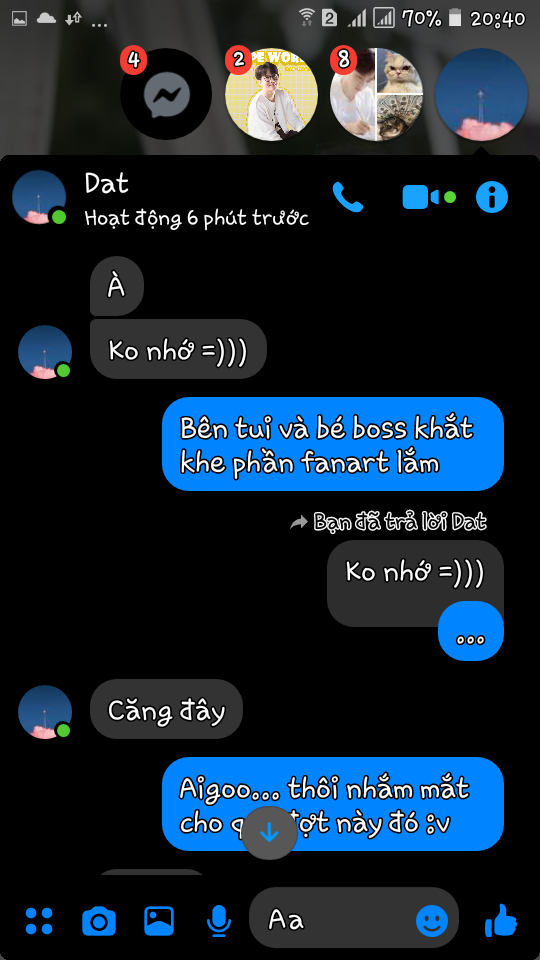 ... 2 70% 20:40
4 2 8
PE WOR
Dat
Hoạt động 6 phút trước
À
Ko nhớ =)))
Bên tui và bé boss khắt
khe phần fanart lắm
Bạn đã trả lời Dat
Ko nhớ =)))
...
Căng đây
Aigoo... thôi nhắm mắt
cho đợt này đó :v
Aa